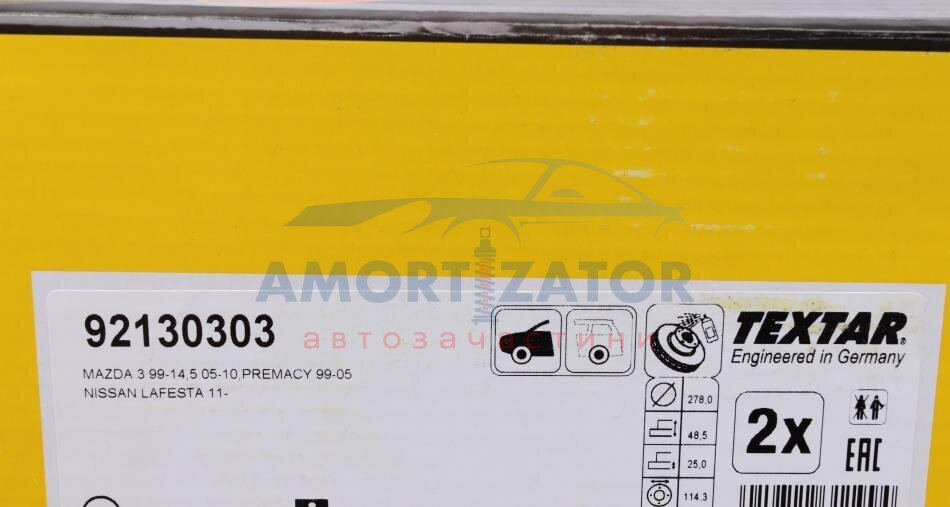 AMORTIZATOR
автозапчастини
92130303
MAZDA 3 99-14,5 05-10,PREMACY 99-05
NISSAN LAFESTA 11-
TEXTAR®
Engineered in Germany
278,0
48,5
25,0
114,3
2x
EAC